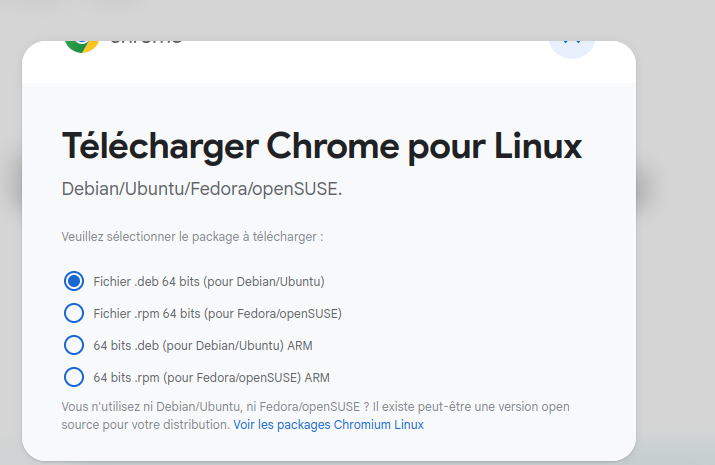 chrome
Télécharger Chrome pour Linux
Debian/Ubuntu/Fedora/openSUSE.
Veuillez sélectionner le package à télécharger :
Fichier .deb 64 bits (pour Debian/Ubuntu)
Fichier .rpm 64 bits (pour Fedora/openSUSE)
64 bits .deb (pour Debian/Ubuntu) ARM
64 bits .rpm (pour Fedora/openSUSE) ARM
Vous n'utilisez ni Debian/Ubuntu, ni Fedora/openSUSE ? Il existe peut-être une version open
source pour votre distribution. Voir les packages Chromium Linux